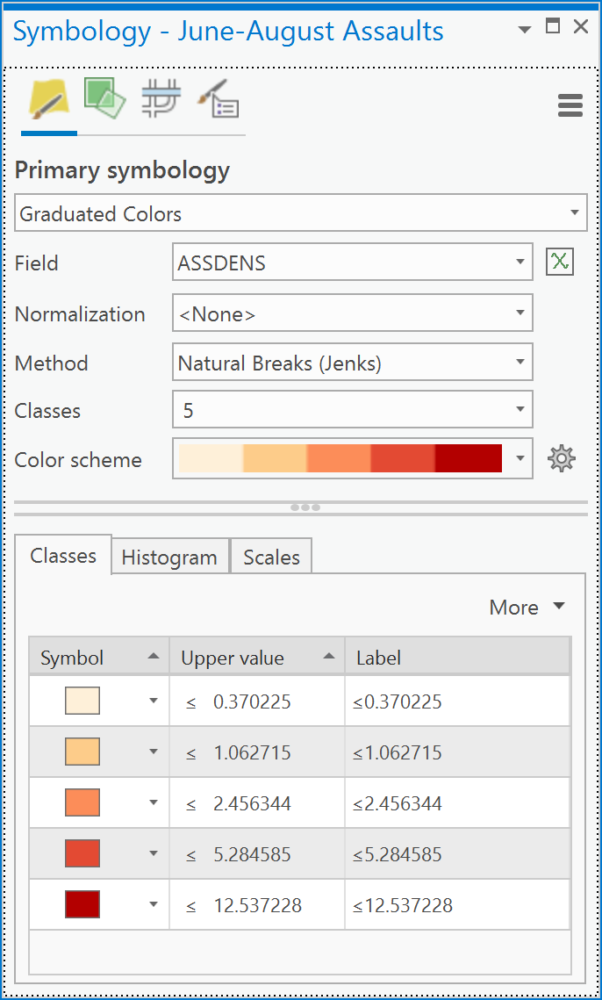 Symbology - June-August Assaults
Primary symbology
Graduated Colors
Field ASSDENS
Normalization <None>
Method Natural Breaks (Jenks)
Classes 5
Color scheme
Classes Histogram Scales
More
Symbol Upper value Label
≤ 0.370225 ≤0.370225
≤ 1.062715 ≤1.062715
≤ 2.456344 ≤2.456344
≤ 5.284585 ≤5.284585
≤ 12.537228 ≤12.537228